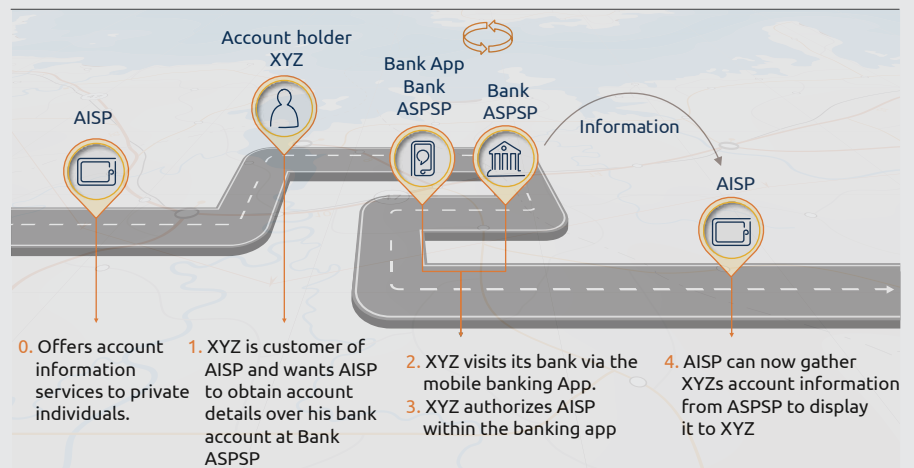 Account holder
XYZ
Bank App
Bank
ASPSP
Bank
ASPSP
AISP
Information
AISP
0. Offers account
information
services to private
individuals.
1. XYZ is customer of
AISP and wants AISP
to obtain account
details over his bank
account at Bank
ASPSP
2. XYZ visits its bank via the
mobile banking App.
3. XYZ authorizes AISP
within the banking app
4. AISP can now gather
XYZs account information
from ASPSP to display
it to XYZ